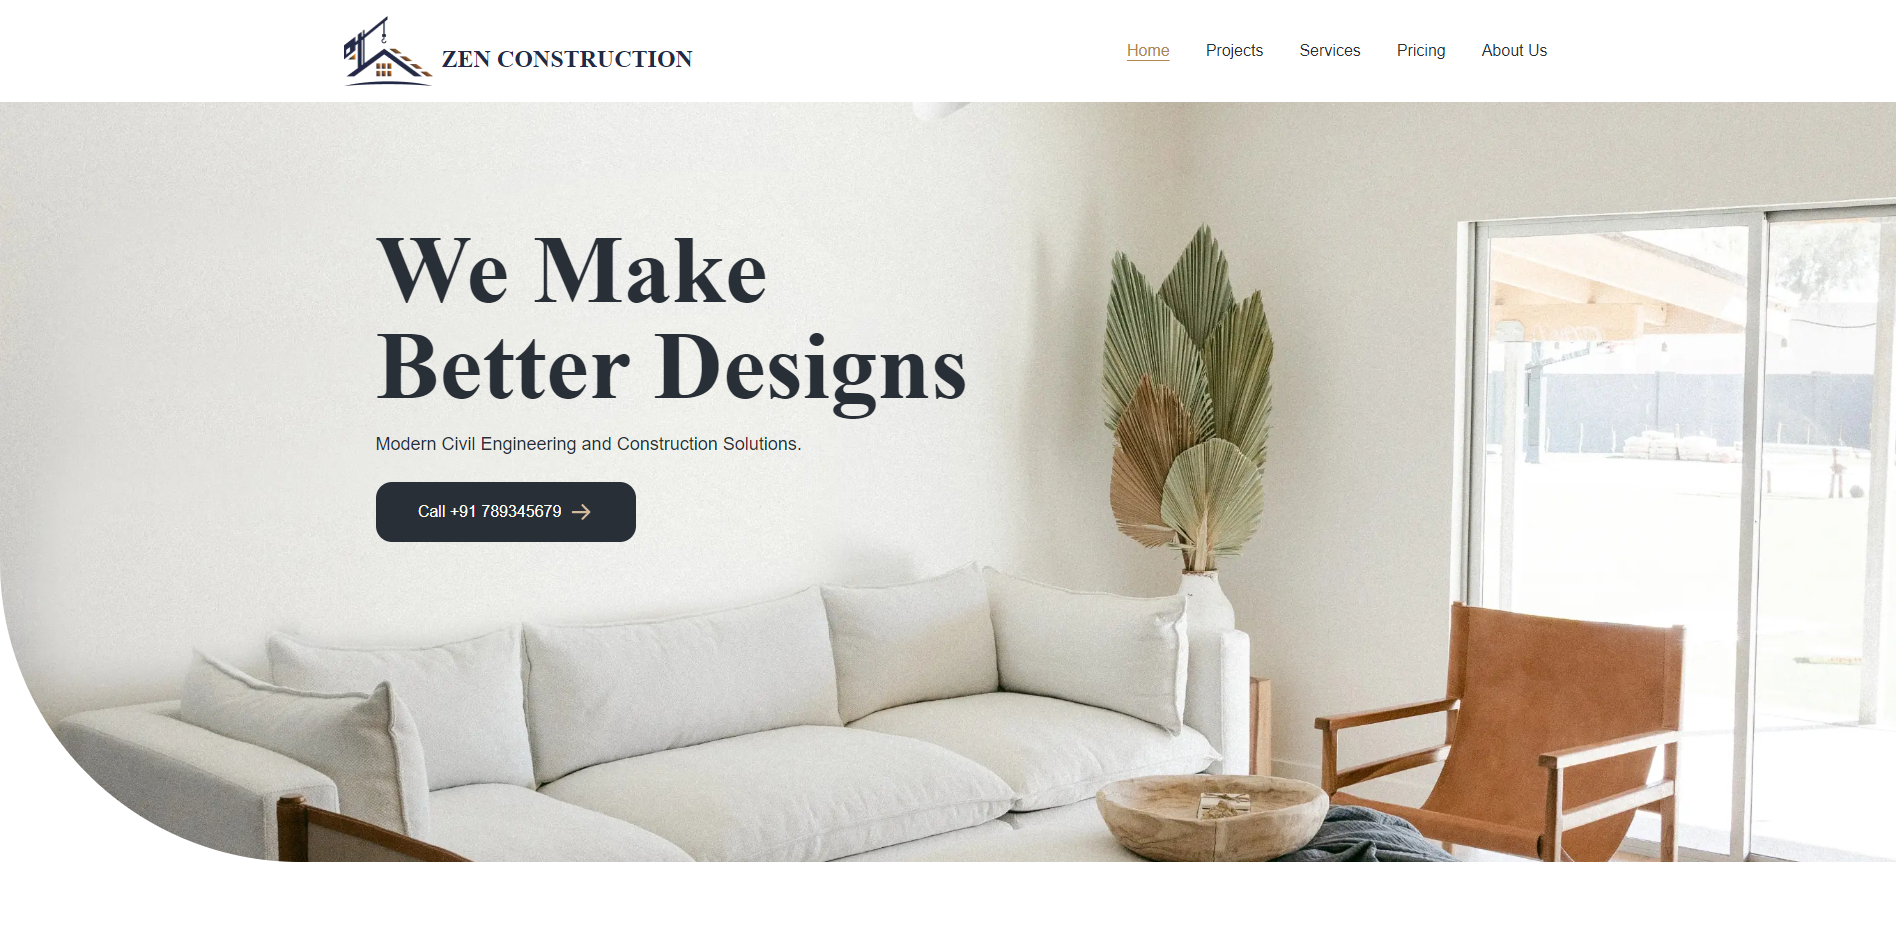 ZEN CONSTRUCTION
Home Projects Services Pricing About Us
We Make
Better Designs
Modern Civil Engineering and Construction Solutions.
Call +91 789345679